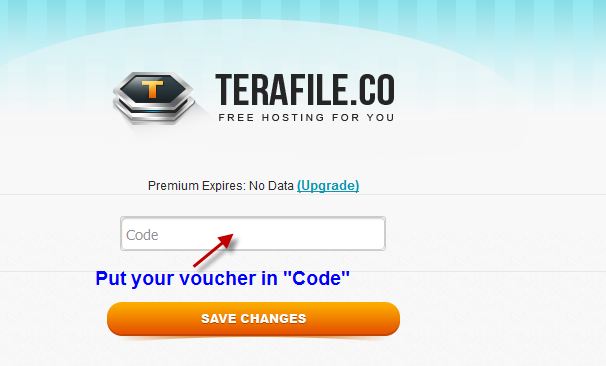 T
TERAFILE.CO
FREE HOSTING FOR YOU
Premium Expires: No Data (Upgrade)
Code
Put your voucher in "Code"
SAVE CHANGES